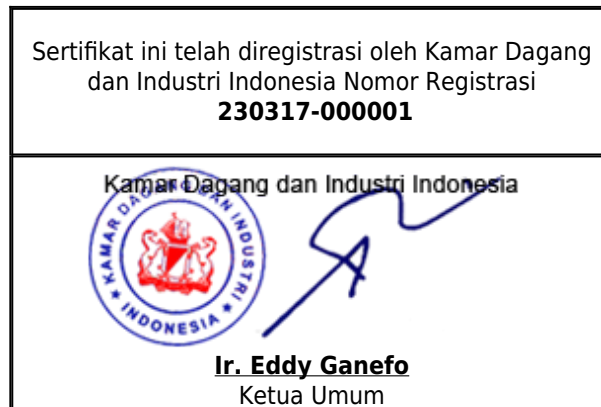 Sertifikat ini telah diregistrasi oleh Kamar Dagang
dan Industri Indonesia Nomor Registrasi
230317-000001
Kamar Dagang dan Industri Indonesia
KAMAR DAGANG DAN INDUSTRI
INDONESIA
Ir. Eddy Ganefo
Ketua Umum